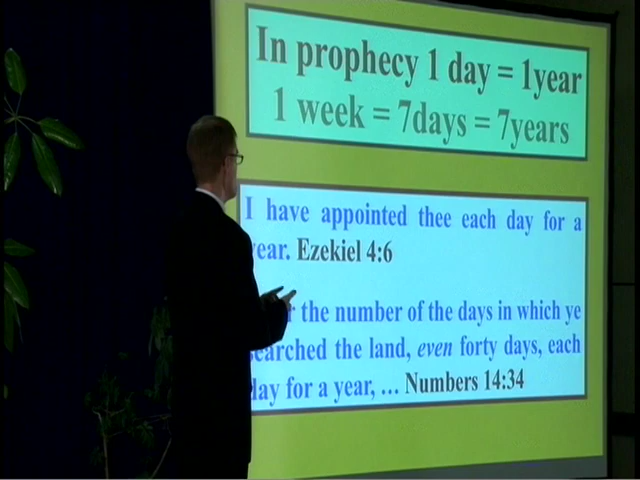 In prophecy 1 day = 1year
1 week = 7days = 7years
I have appointed thee each day for a
year. Ezekiel 4:6
the number of the days in which ye
searched the land, even forty days, each
day for a year, ... Numbers 14:34